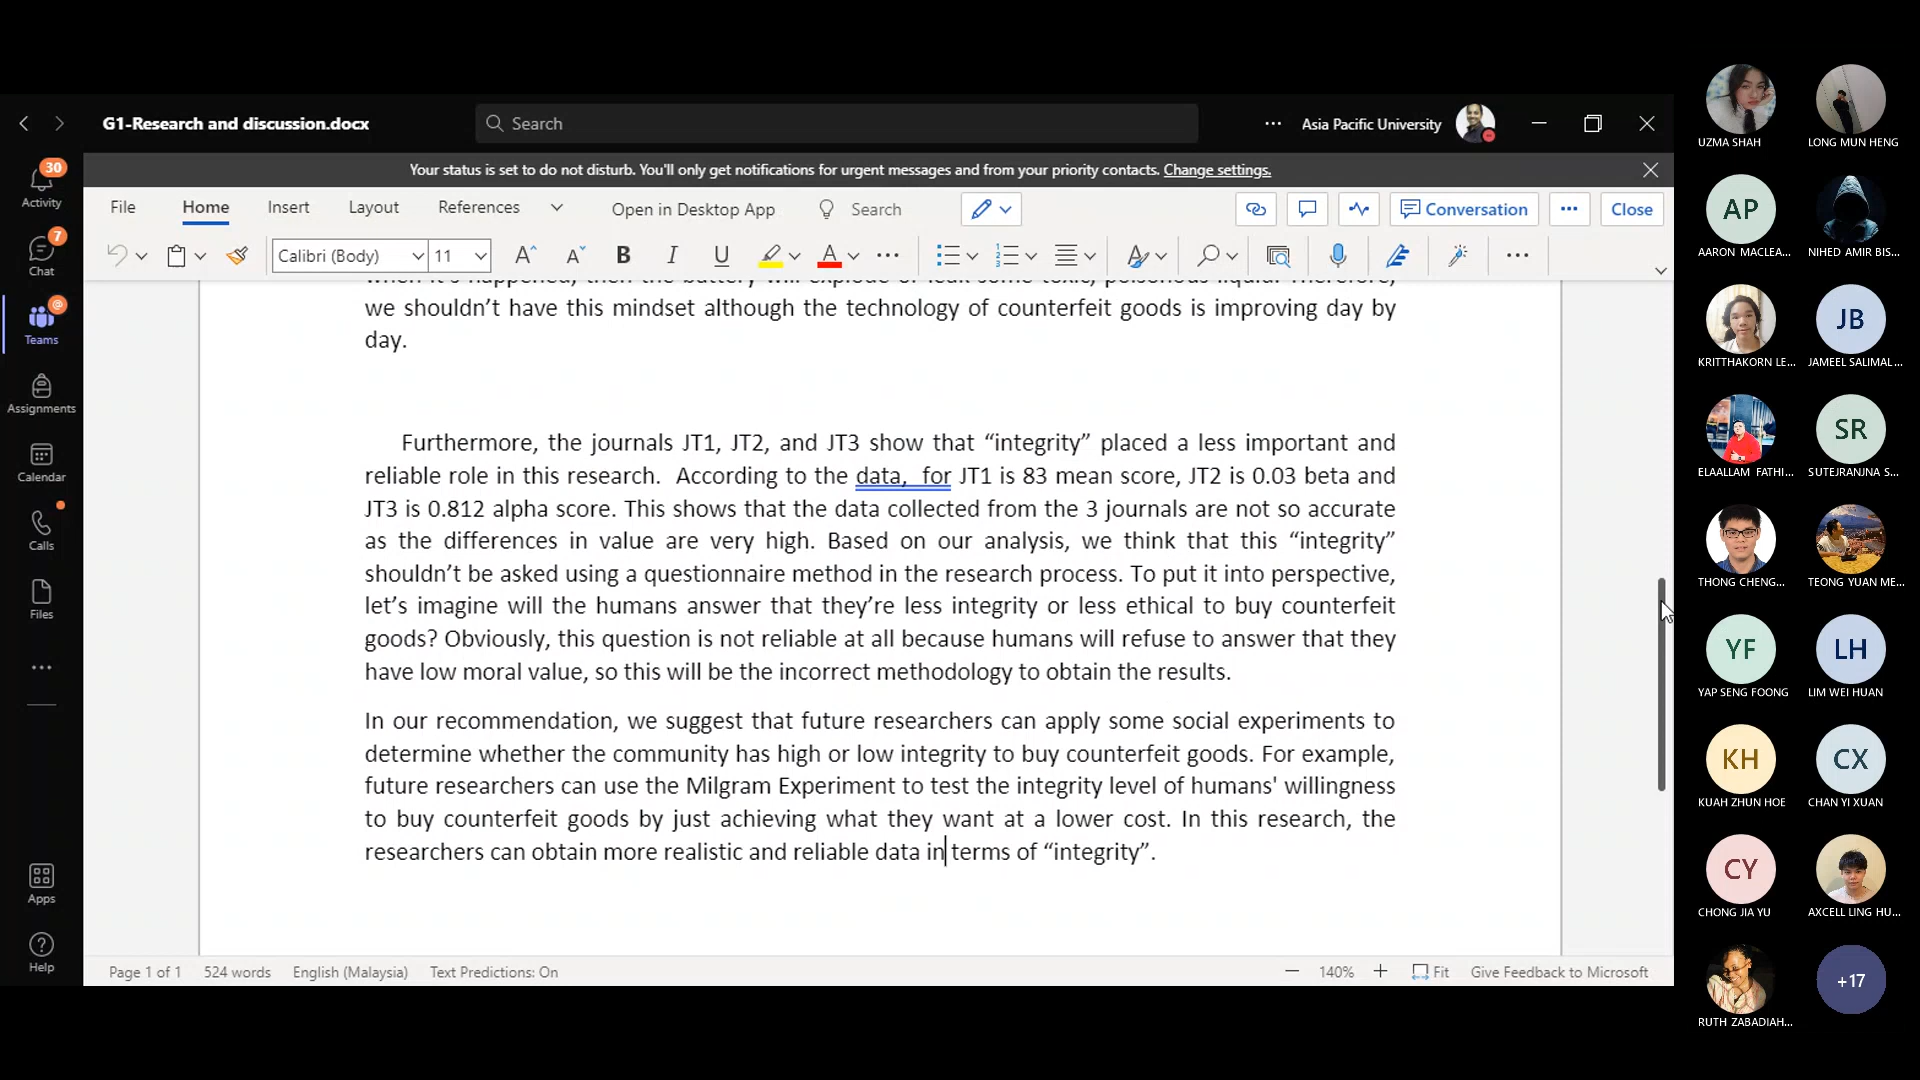 G1-Research and discussion.docx
Search
Asia Pacific University
Your status is set to do not disturb. You'll only get notifications for urgent messages and from your priority contacts. Change settings.
File
Home
Insert
Layout
References
Open in Desktop App
Search
Conversation
Close
Calibri (Body)
11
30
Activity
7
Chat
Teams
Assignments
Calendar
Calls
Files
Apps
Help
we shouldn’t have this mindset although the technology of counterfeit goods is improving day by
day.
Furthermore, the journals JT1, JT2, and JT3 show that “integrity” placed a less important and
reliable role in this research.  According to the data,  for JT1 is 83 mean score, JT2 is 0.03 beta and
JT3 is 0.812 alpha score. This shows that the data collected from the 3 journals are not so accurate
as the differences in value are very high. Based on our analysis, we think that this “integrity”
shouldn’t be asked using a questionnaire method in the research process. To put it into perspective,
let’s imagine will the humans answer that they’re less integrity or less ethical to buy counterfeit
goods? Obviously, this question is not reliable at all because humans will refuse to answer that they
have low moral value, so this will be the incorrect methodology to obtain the results.
In our recommendation, we suggest that future researchers can apply some social experiments to
determine whether the community has high or low integrity to buy counterfeit goods. For example,
future researchers can use the Milgram Experiment to test the integrity level of humans' willingness
to buy counterfeit goods by just achieving what they want at a lower cost. In this research, the
researchers can obtain more realistic and reliable data in terms of “integrity”.
Page 1 of 1
524 words
English (Malaysia)
Text Predictions: On
140%
Fit
Give Feedback to Microsoft
UZMA SHAH
LONG MUN HENG
AP
AARON MACLEA...
NIHED AMIR BIS...
KRITTHAKORN LE...
JB
JAMEEL SALIMAL...
ELAALLAM FATHI...
SR
SUTEJRANJNA S...
THONG CHENG...
TEONG YUAN ME...
YF
YAP SENG FOONG
LH
LIM WEI HUAN
KH
KUAH ZHUN HOE
CX
CHAN YI XUAN
CY
CHONG JIA YU
AXCELL LING HU...
RUTH ZABADIAH...
+17